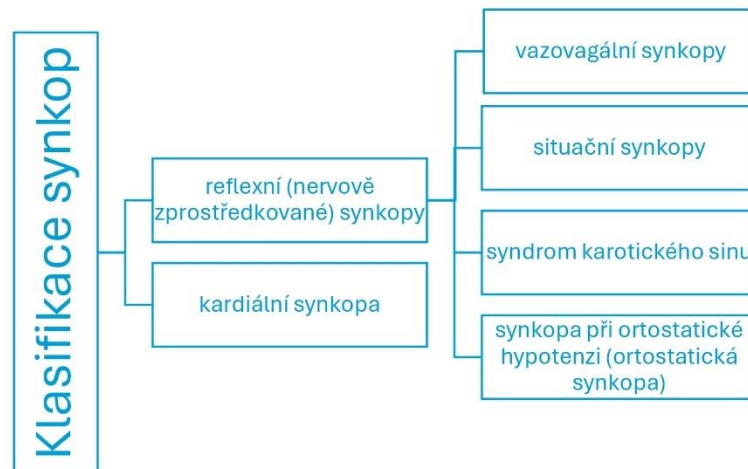 Klasifikace synkop
reflexní (nervově
zprostředkované) synkopy
kardiální synkopa
vazovagální synkopy
situační synkopy
syndrom karotického sinu
synkopa při ortostatické
hypotenzi (ortostatická
synkopa)